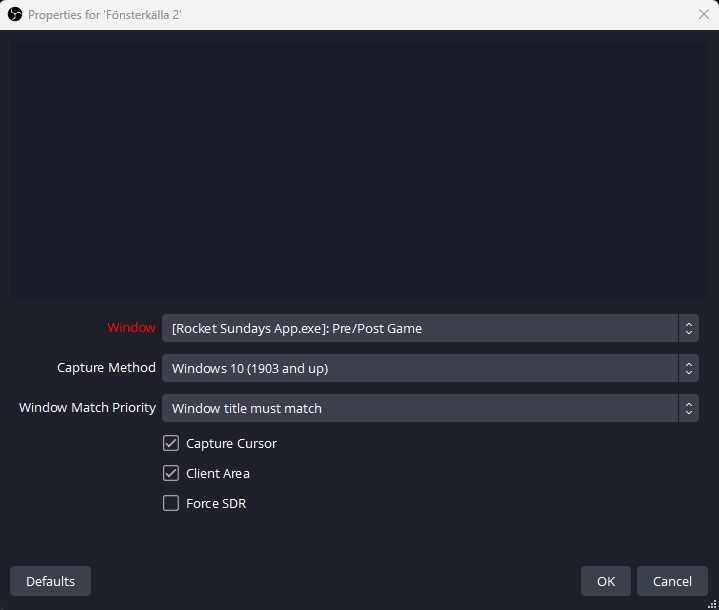 Properties for 'Fönsterkälla 2'
Window [Rocket Sundays App.exe]: Pre/Post Game
Capture Method Windows 10 (1903 and up)
Window Match Priority Window title must match
Capture Cursor
Client Area
Force SDR
Defaults OK Cancel